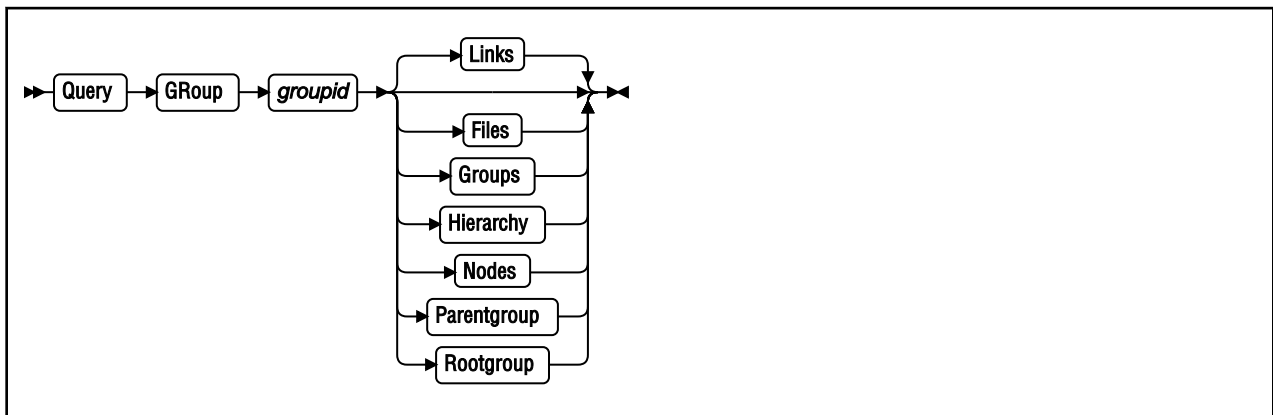 Links
Query GRoup groupid
Files
Groups
Hierarchy
Nodes
Parentgroup
Rootgroup